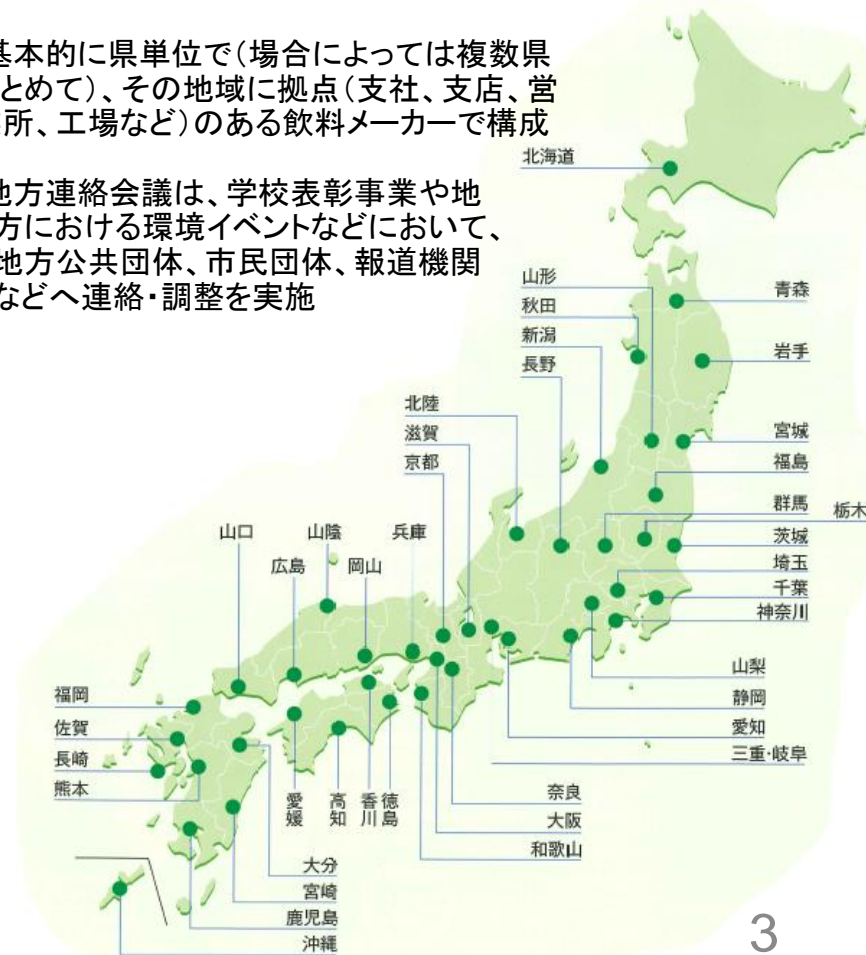 基本的に県単位で(場合によっては複数県
とめて)、その地域に拠点(支社、支店、営
所、工場など)のある飲料メーカーで構成
地方連絡会議は、学校表彰事業や地
方における環境イベントなどにおいて、
地方公共団体、市民団体、報道機関
などへ連絡・調整を実施
北海道
山形
青森
秋田
新潟
岩手
長野
北陸
滋賀
宮城
京都
福島
群馬
栃木
山口
山陰
兵庫
茨城
広島
岡山
埼玉
千葉
神奈川
山梨
福岡
静岡
佐賀
愛知
長崎
三重・岐阜
熊本
愛媛
高知
香川
徳島
奈良
大阪
和歌山
大分
宮崎
鹿児島
沖縄
3